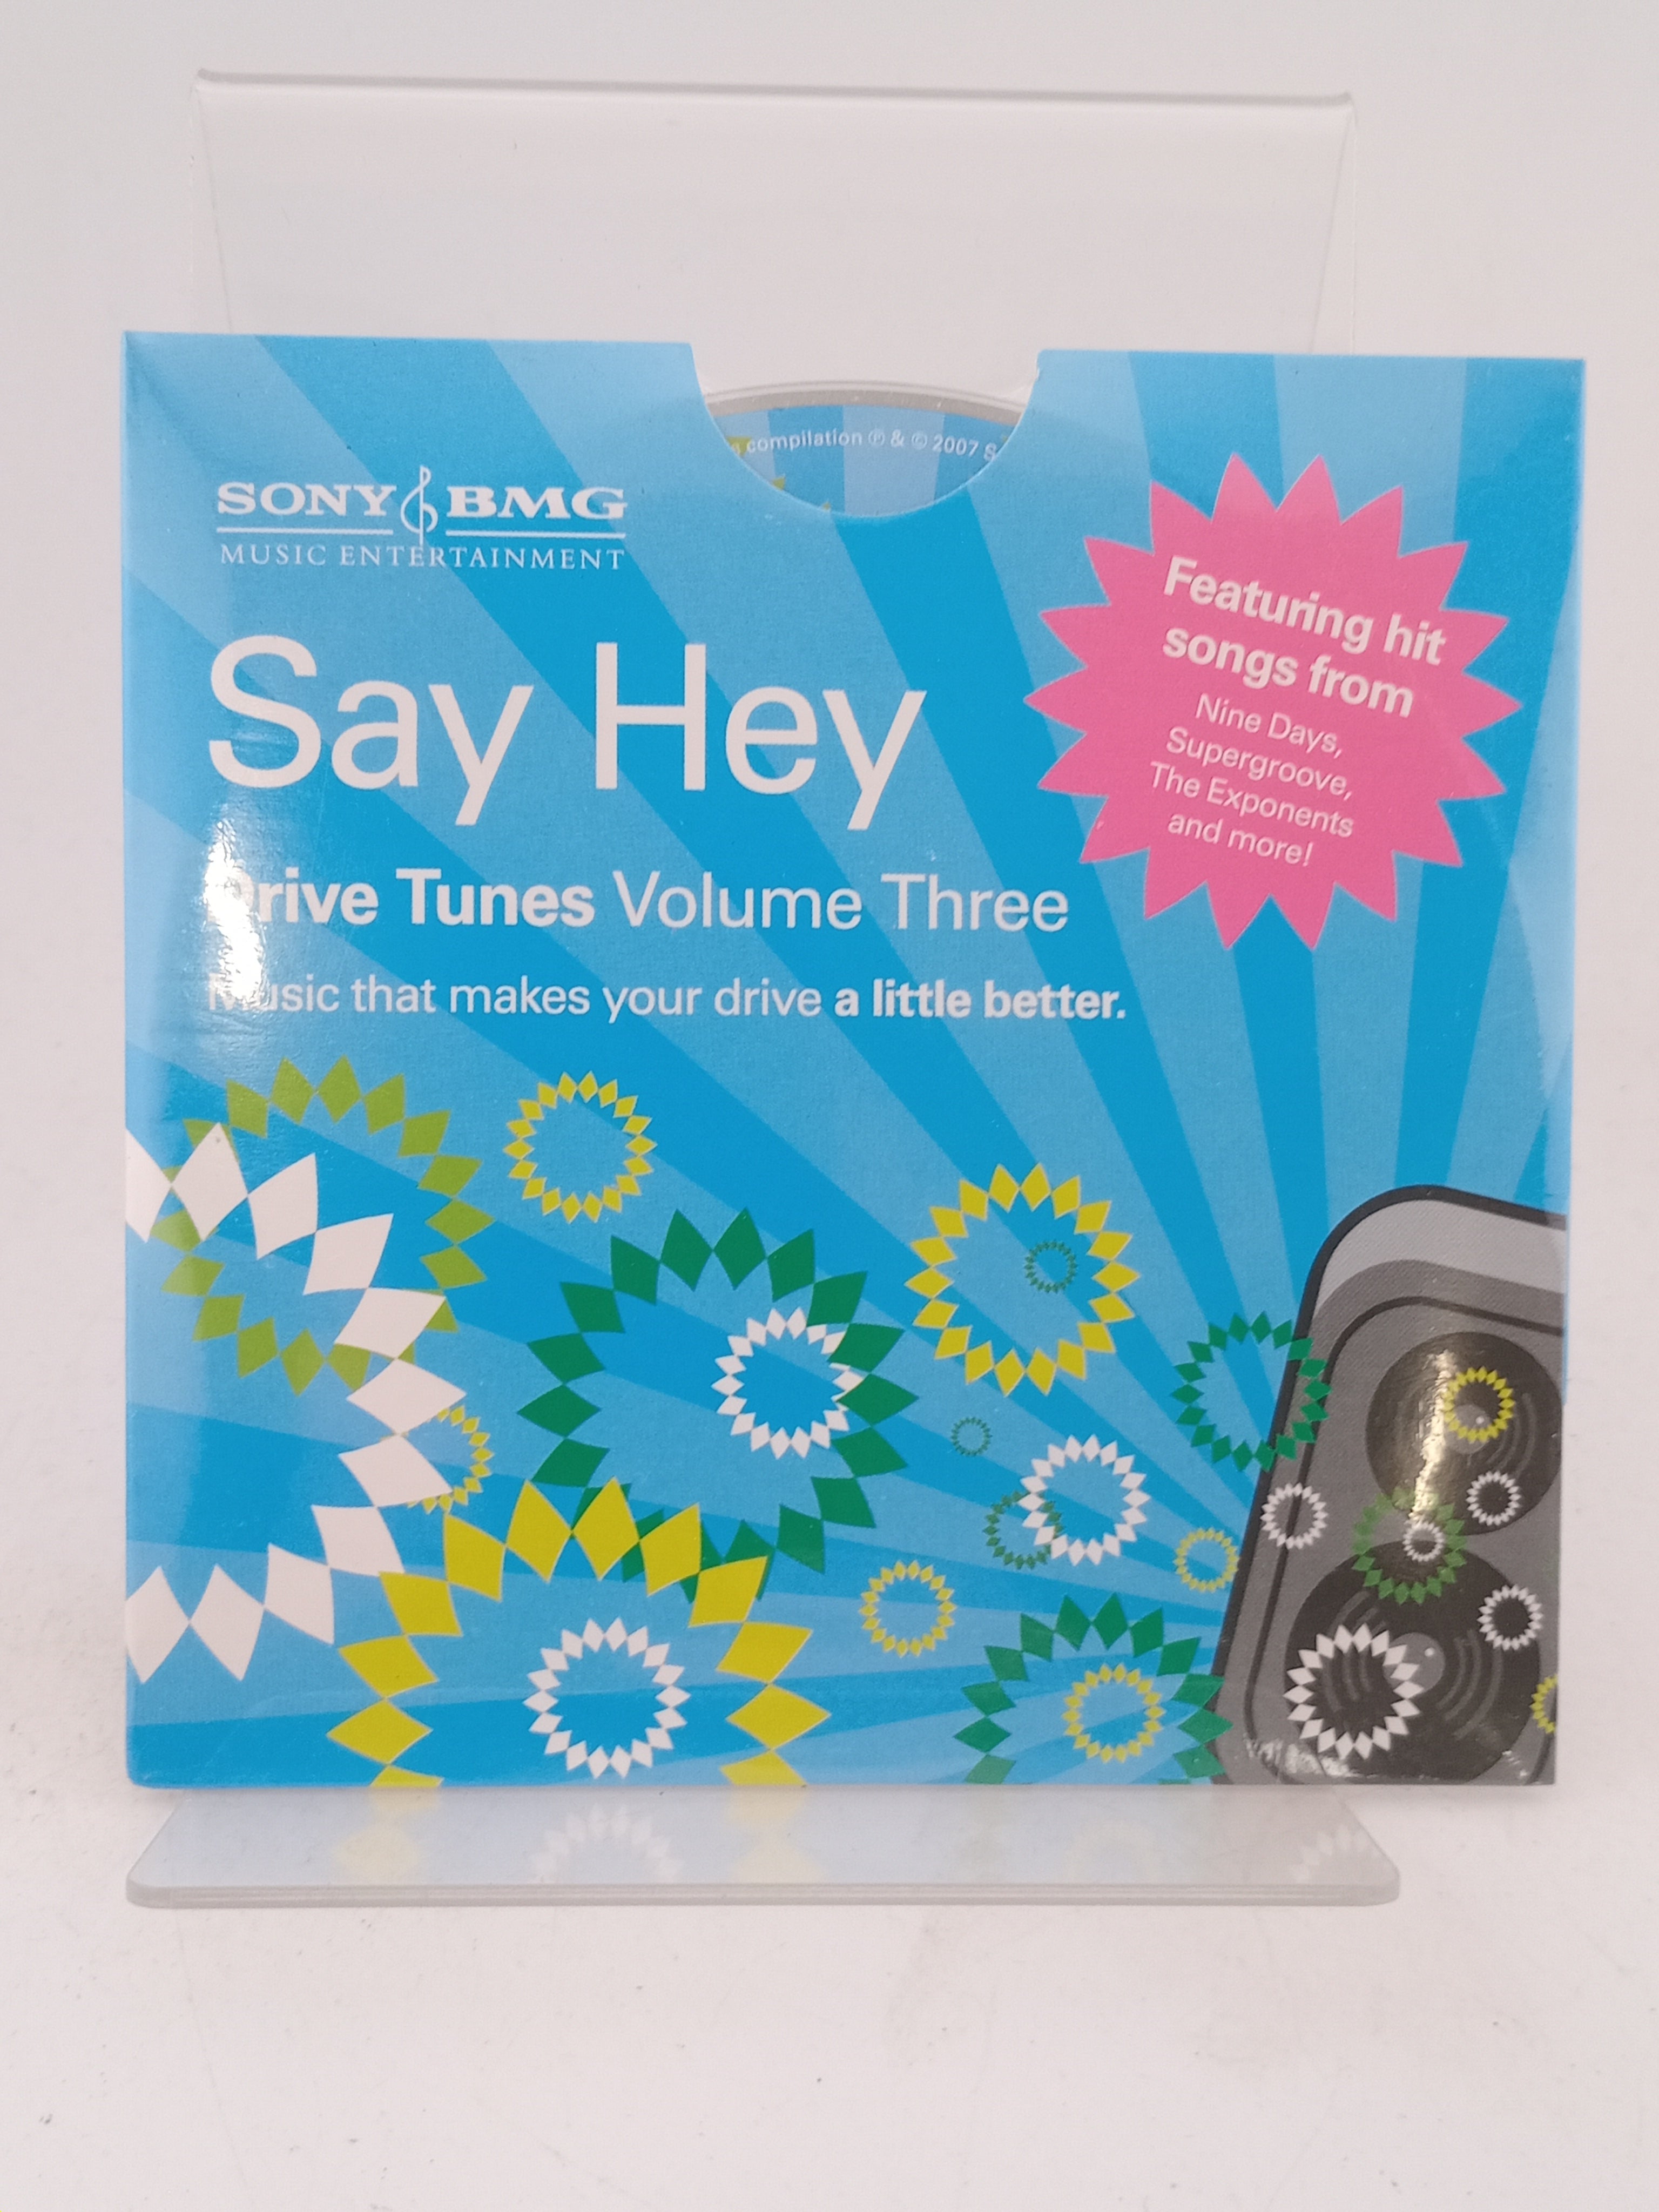 compilation ℗ & © 2007 S
SONY BMG
MUSIC ENTERTAINMENT
Say Hey
Drive Tunes Volume Three
Music that makes your drive a little better.
Featuring hit
songs from
Nine Days,
Supergroove,
The Exponents
and more!